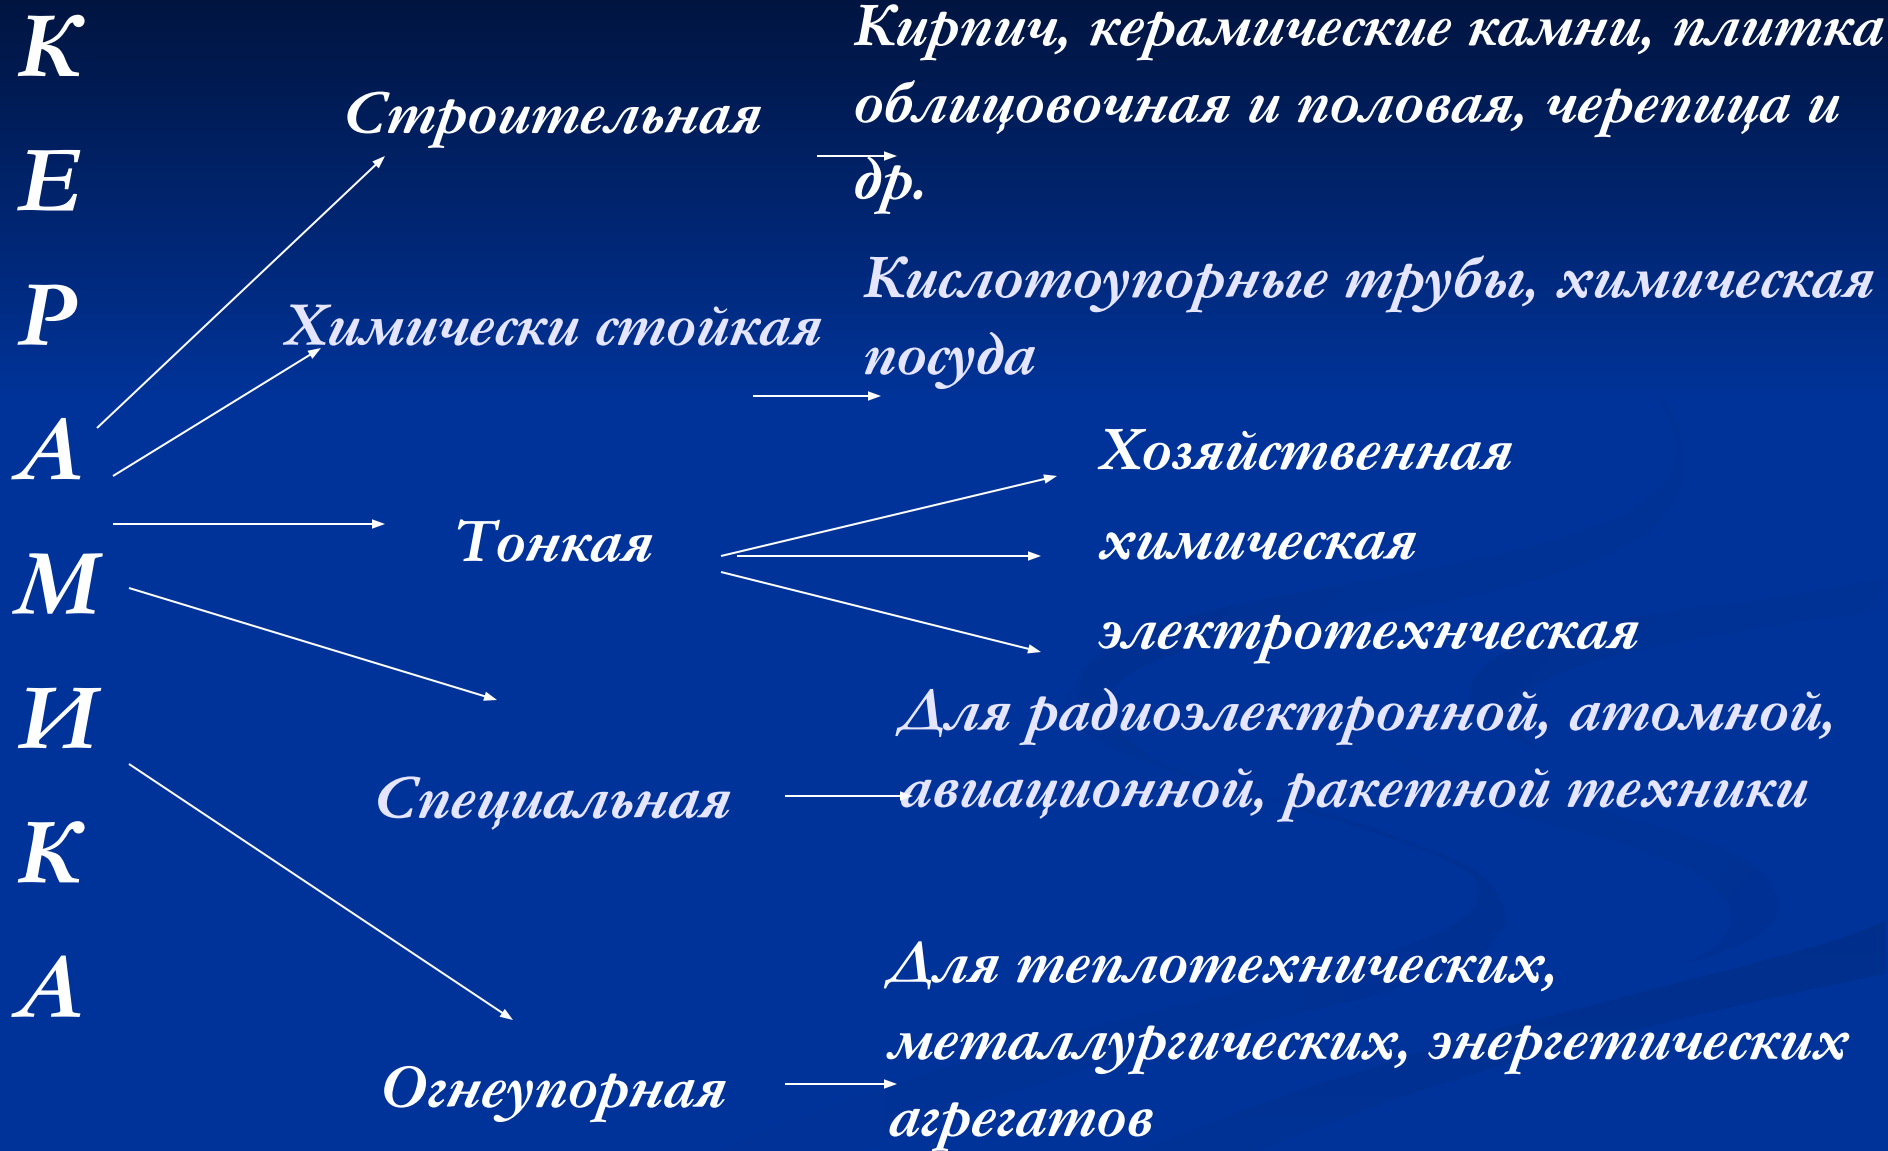 К
Е
Р
А
М
И
К
А
Строительная
Кирпич, керамические камни, плитка
облицовочная и половая, черепица и
др.
Химически стойкая
Кислотоупорные трубы, химическая
посуда
Тонкая
Хозяйственная
химическая
электротехнческая
Специальная
Для радиоэлектронной, атомной,
авиационной, ракетной техники
Огнеупорная
Для теплотехнических,
металлургических, энергетических
агрегатов